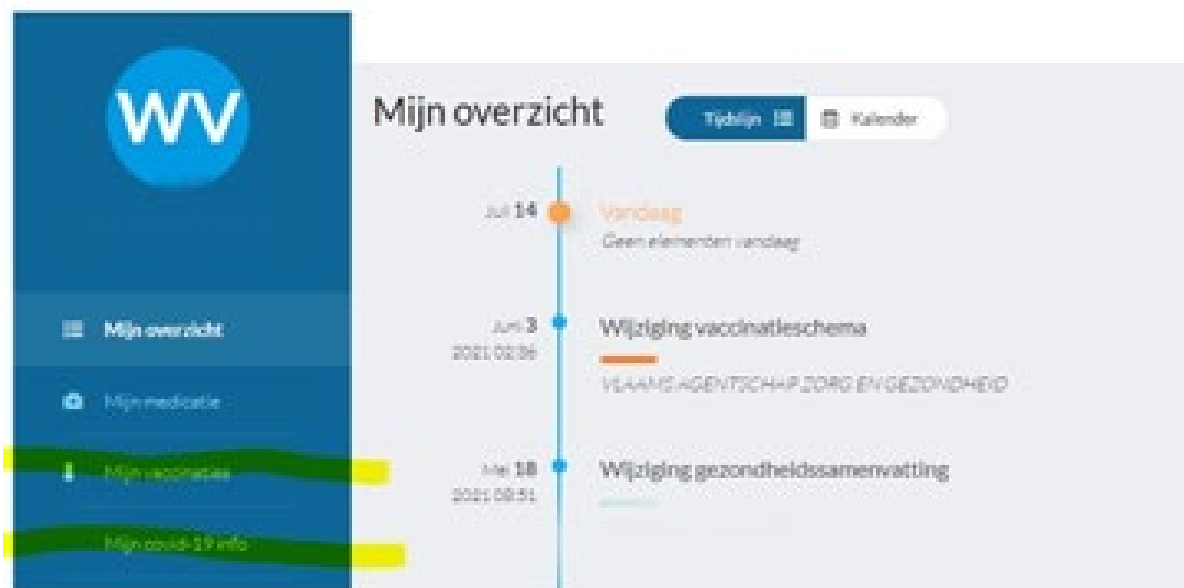 WV
Mijn overzicht
Mijn medicatie
Mijn vaccinaties
Mijn covid-19 info
Mijn overzicht
Tijdslijn Kalender
Juli 14 Vandaag
Geen elementen vandaag
Juni 3 Wijziging vaccinatieschema
2021 02:36
VLAAMS AGENTSCHAP ZORG EN GEZONDHEID
Mei 18 Wijziging gezondheidssamenvatting
2021 08:51